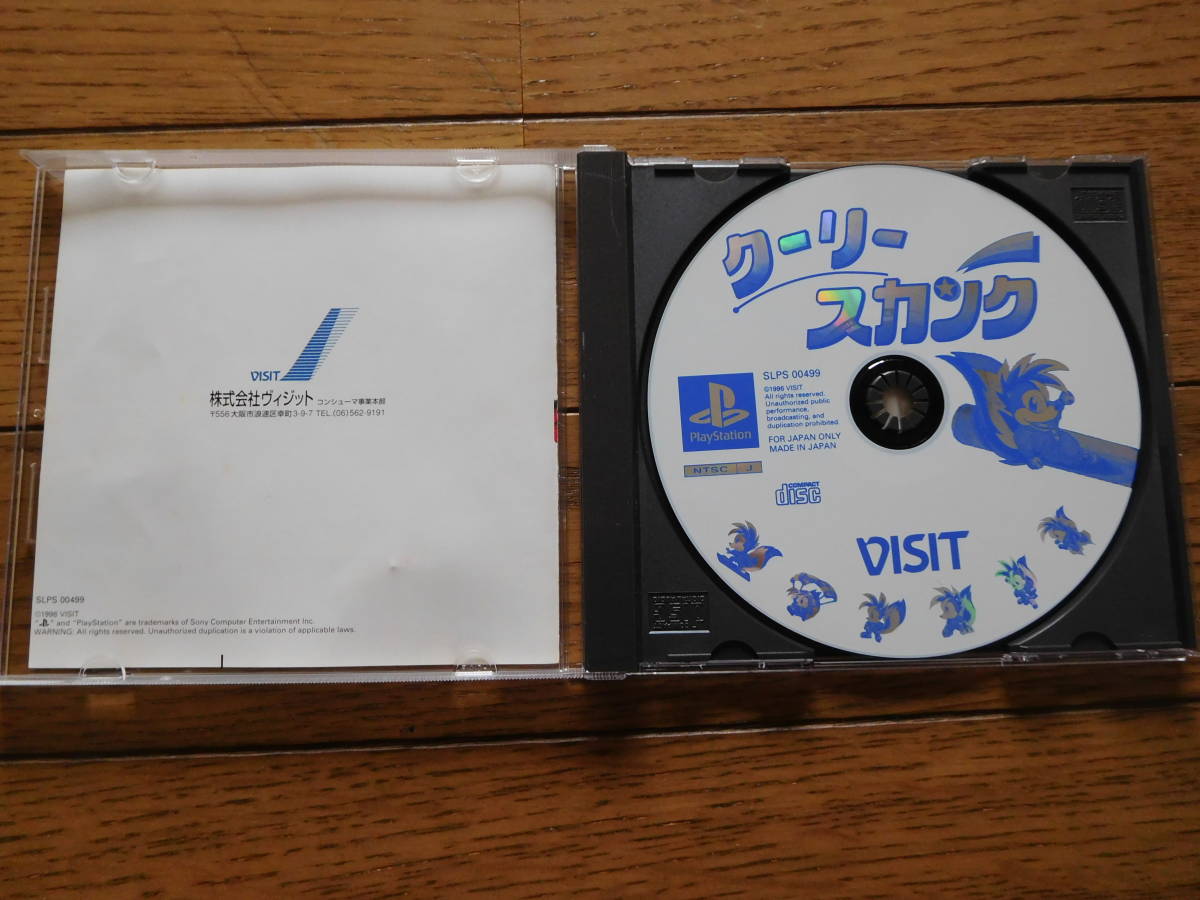 VISIT
株式会社ヴィジット コンシューマ事業本部
〒556 大阪市浪速区幸町3-9-7 TEL.(06)562-9191
SLPS 00499
©1996 VISIT
"PS" and "PlayStation" are trademarks of Sony Computer Entertainment Inc.
WARNING: All rights reserved. Unauthorized duplication is a violation of applicable laws.
クーリー
スカンク
PlayStation
SLPS 00499
©1996 VISIT
All rights reserved.
Unauthorized public
performance,
broadcasting, and
duplication prohibited.
FOR JAPAN ONLY
MADE IN JAPAN
NTSC J
COMPACT
disc
VISIT